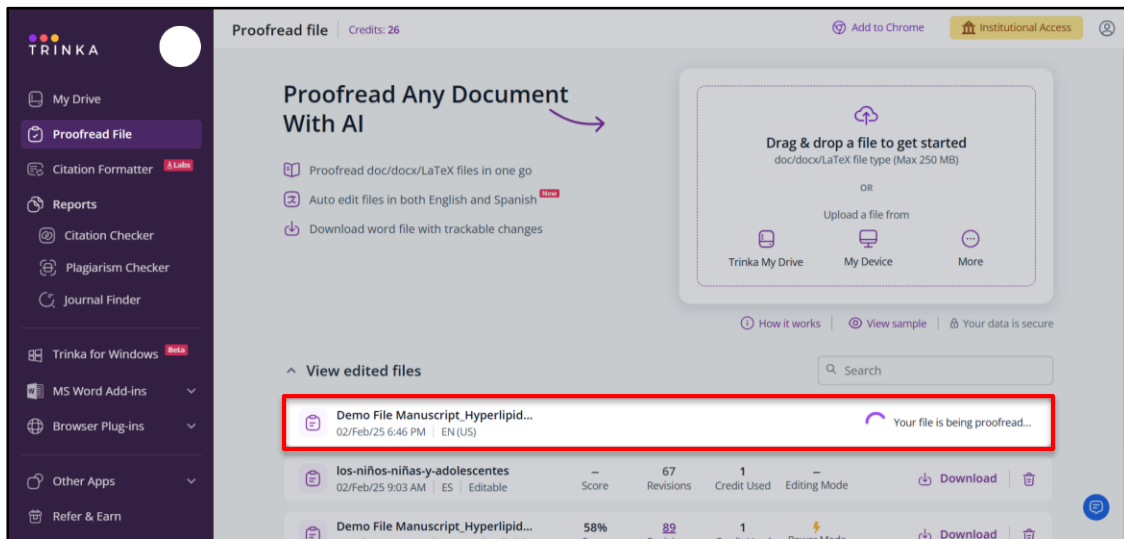 TRINKA
My Drive
Proofread File
Citation Formatter Labs
Reports
Citation Checker
Plagiarism Checker
Journal Finder
Trinka for Windows Beta
MS Word Add-ins
Browser Plug-ins
Other Apps
Refer & Earn
Proofread file | Credits: 26
Add to Chrome
Institutional Access
Proofread Any Document
With AI
Proofread doc/docx/LaTeX files in one go
Auto edit files in both English and Spanish New
Download word file with trackable changes
Drag & drop a file to get started
doc/docx/LaTeX file type (Max 250 MB)
OR
Upload a file from
Trinka My Drive My Device More
How it works | View sample | Your data is secure
View edited files
Search
Demo File Manuscript_Hyperlipid...
02/Feb/25 6:46 PM | EN (US)
Your file is being proofread...
los-niños-niñas-y-adolescentes – 67 1 –
02/Feb/25 9:03 AM | ES | Editable Score Revisions Credit Used Editing Mode
Download
Demo File Manuscript_Hyperlipid... 58% 89 1
Power Mode
Download